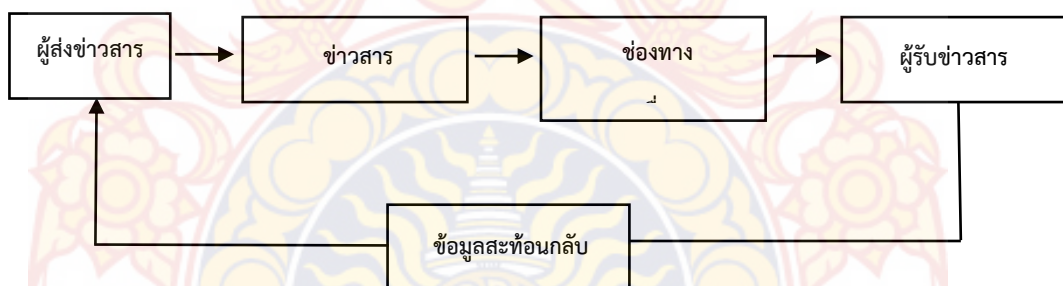 ผู้ส่งข่าวสาร
ข่าวสาร
ช่องทาง
ผู้รับข่าวสาร
ข้อมูลสะท้อนกลับ